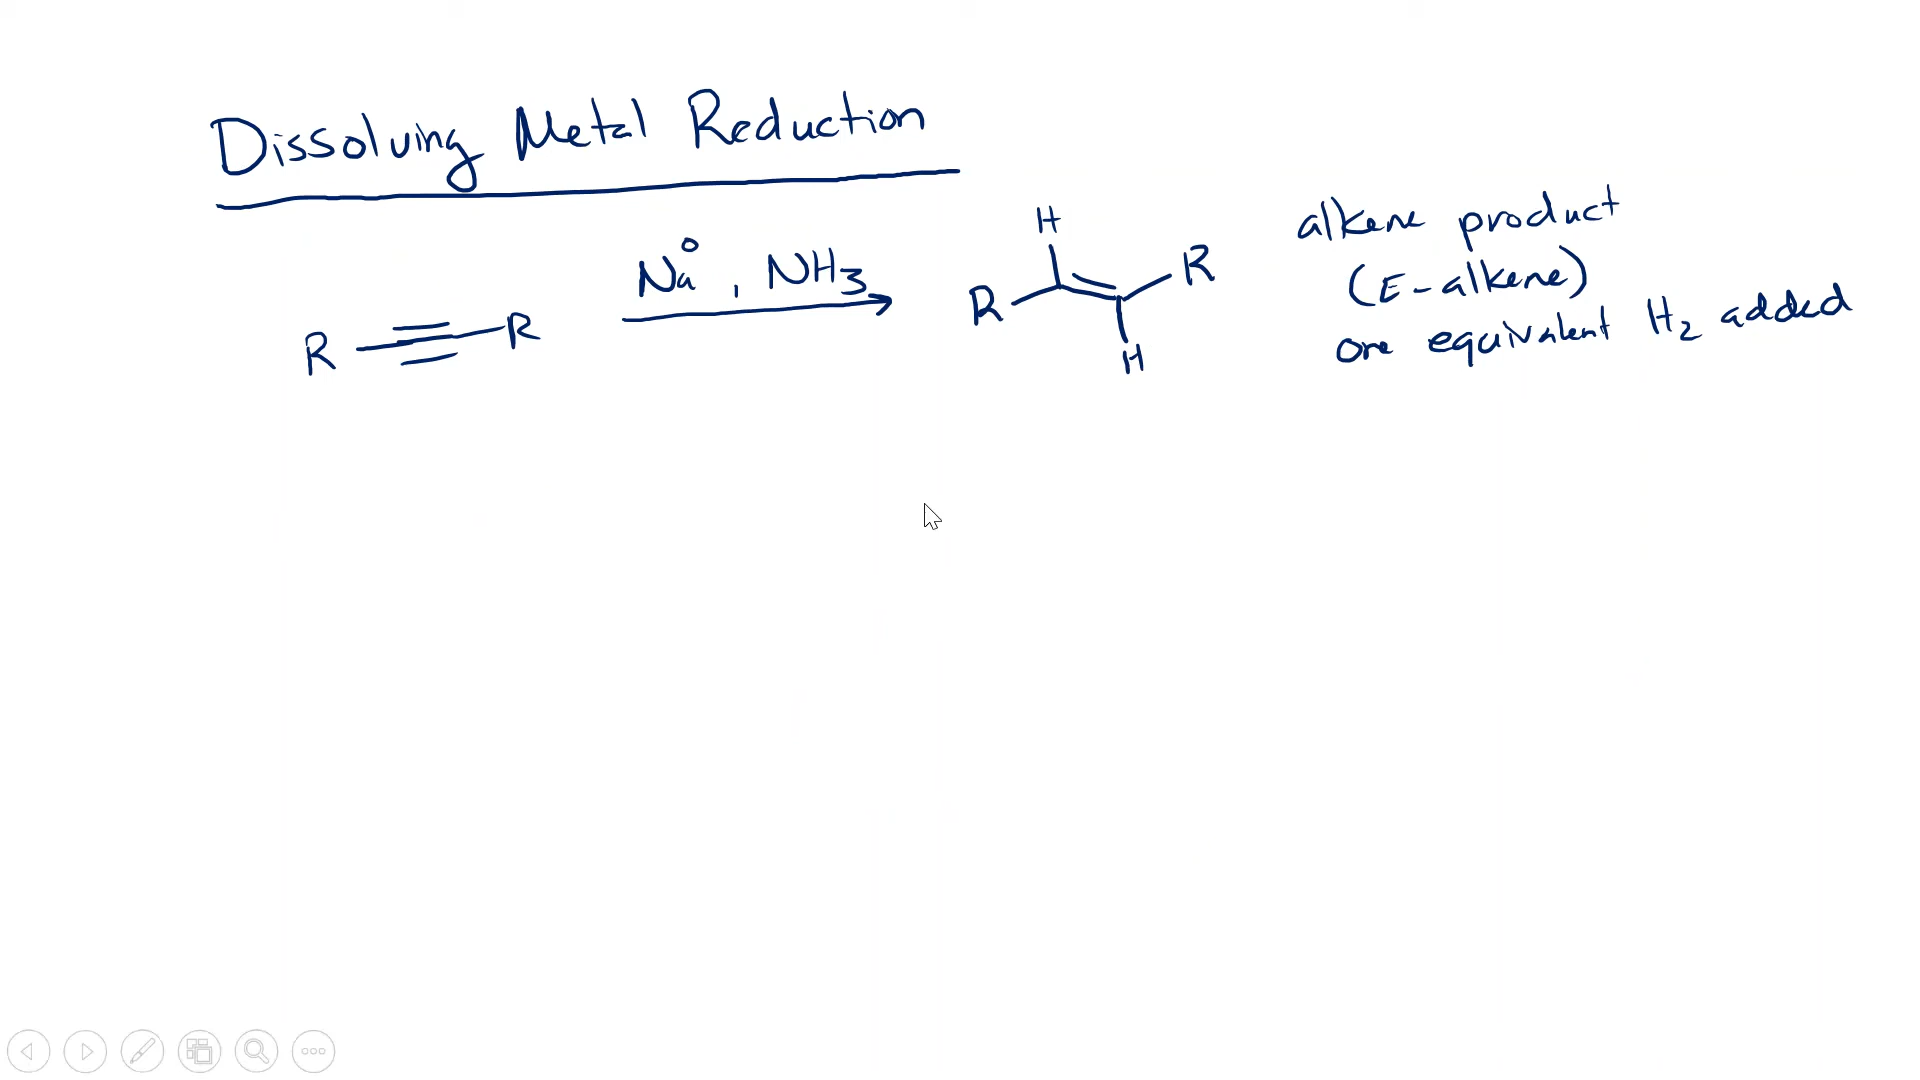 Dissolving Metal Reduction
Na° , NH3
R R
H
R R
H
alkene product
(E-alkene)
one equivalent H2 added